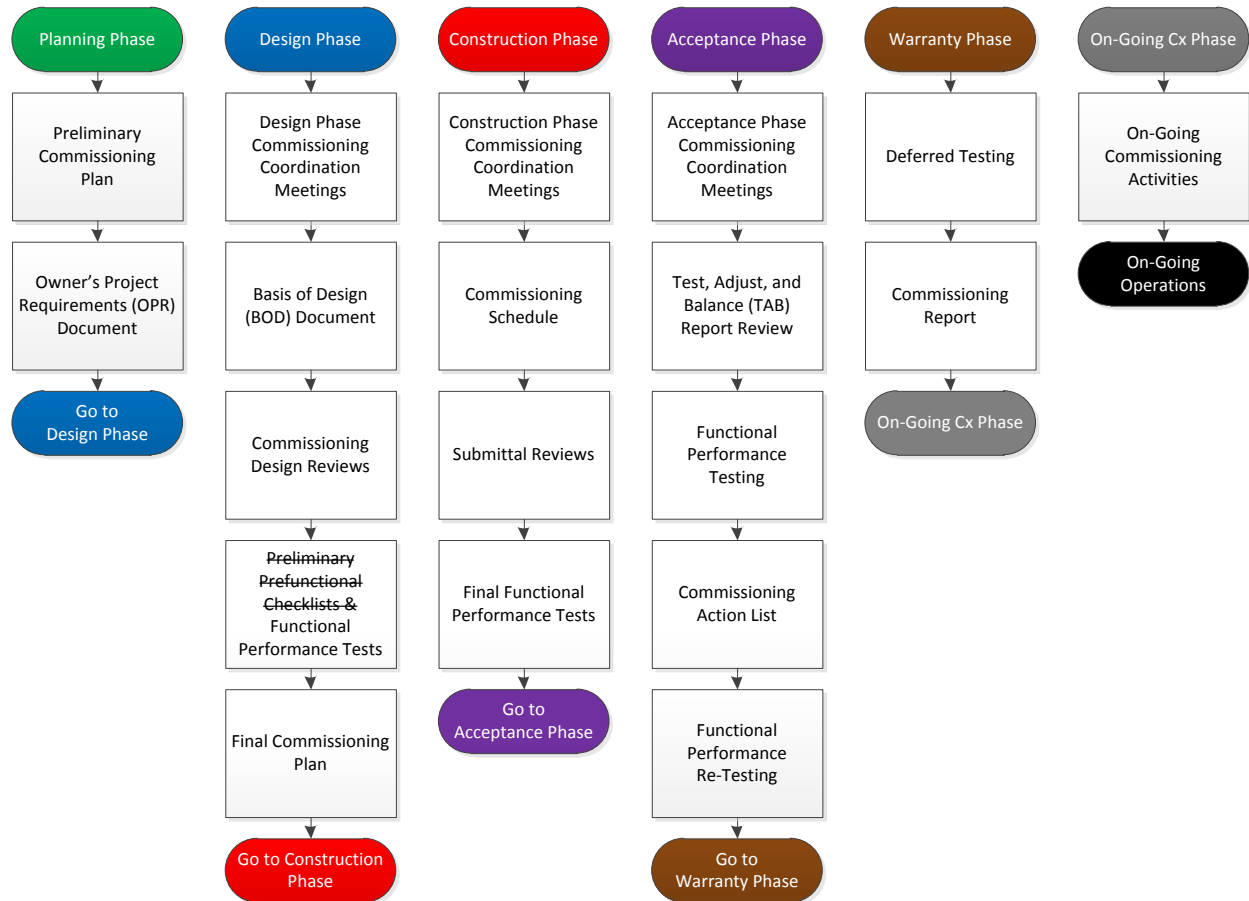 Planning Phase
Preliminary
Commissioning
Plan
Owner's Project
Requirements (OPR)
Document
Go to
Design Phase
Design Phase
Design Phase
Commissioning
Coordination
Meetings
Basis of Design
(BOD) Document
Commissioning
Design Reviews
Preliminary
Prefunctional
Checklists &
Functional
Performance Tests
Final Commissioning
Plan
Go to Construction
Phase
Construction Phase
Construction Phase
Commissioning
Coordination
Meetings
Commissioning
Schedule
Submittal Reviews
Final Functional
Performance Tests
Go to
Acceptance Phase
Acceptance Phase
Acceptance Phase
Commissioning
Coordination
Meetings
Test, Adjust, and
Balance (TAB)
Report Review
Functional
Performance
Testing
Commissioning
Action List
Functional
Performance
Re-Testing
Go to
Warranty Phase
Warranty Phase
Deferred Testing
Commissioning
Report
On-Going Cx Phase
On-Going Cx Phase
On-Going
Commissioning
Activities
On-Going
Operations